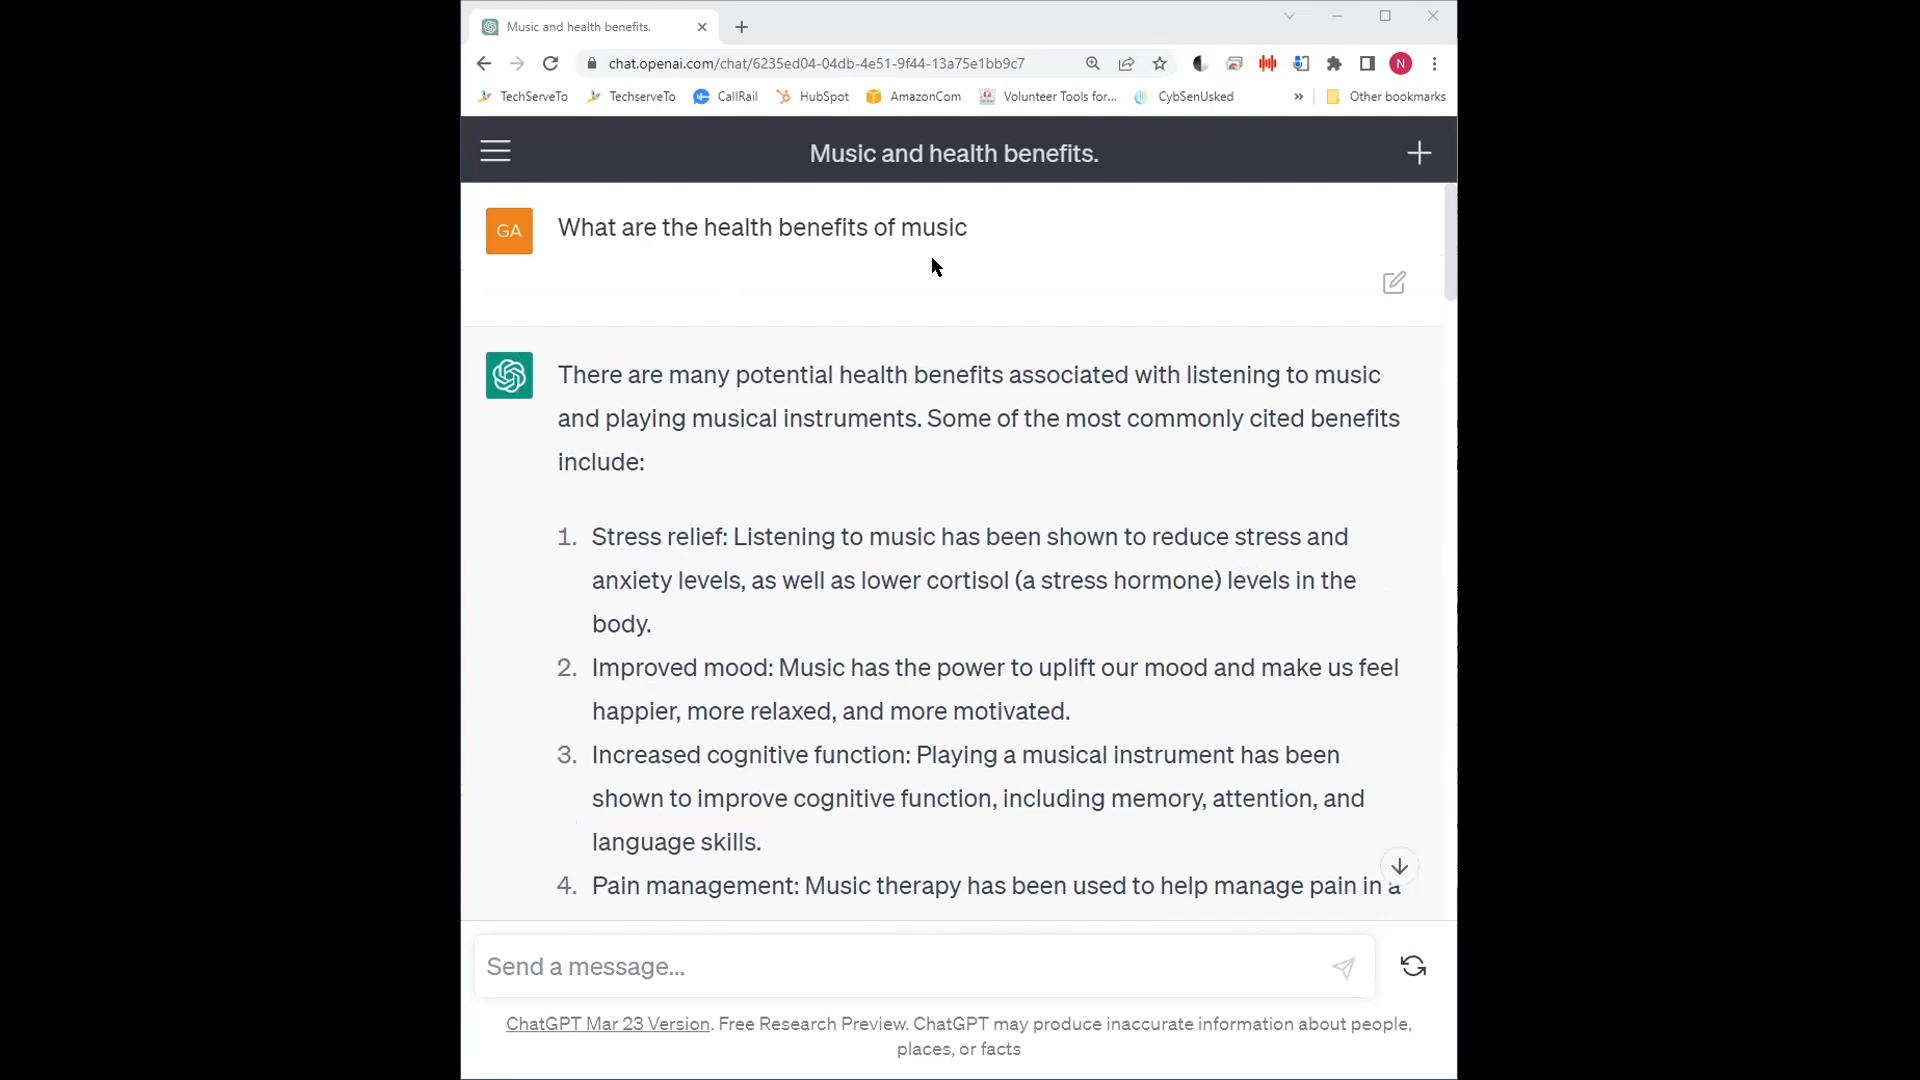 Music and health benefits.
chat.openai.com/chat/6235ed04-04db-4e51-9f44-13a75e1bb9c7
N
TechServeTo TechserveTo CallRail HubSpot AmazonCom Volunteer Tools for... CybSenUsked » Other bookmarks
Music and health benefits.
GA What are the health benefits of music
There are many potential health benefits associated with listening to music
and playing musical instruments. Some of the most commonly cited benefits
include:
1. Stress relief: Listening to music has been shown to reduce stress and
anxiety levels, as well as lower cortisol (a stress hormone) levels in the
body.
2. Improved mood: Music has the power to uplift our mood and make us feel
happier, more relaxed, and more motivated.
3. Increased cognitive function: Playing a musical instrument has been
shown to improve cognitive function, including memory, attention, and
language skills.
4. Pain management: Music therapy has been used to help manage pain in a
Send a message...
ChatGPT Mar 23 Version. Free Research Preview. ChatGPT may produce inaccurate information about people,
places, or facts